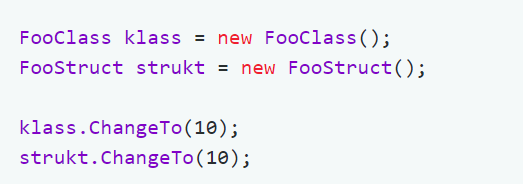 FooClass klass = new FooClass();
FooStruct strukt = new FooStruct();
klass.ChangeTo(10);
strukt.ChangeTo(10);